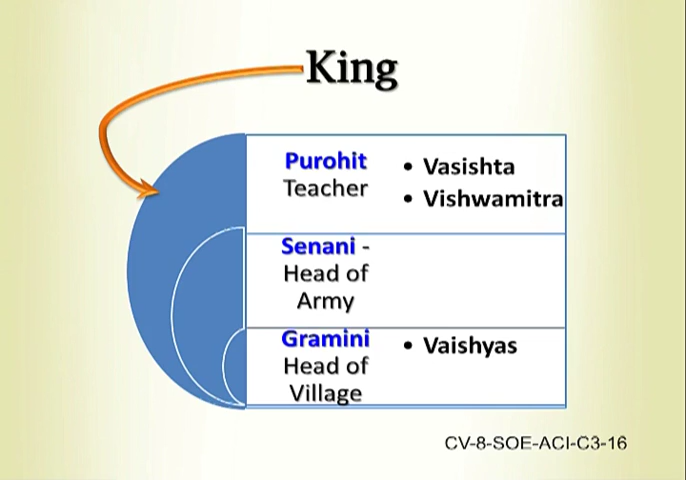 King
Purohit
Teacher
• Vasishta
• Vishwamitra
Senani -
Head of
Army
Gramini
Head of
Village
• Vaishyas
CV-8-SOE-ACI-C3-16